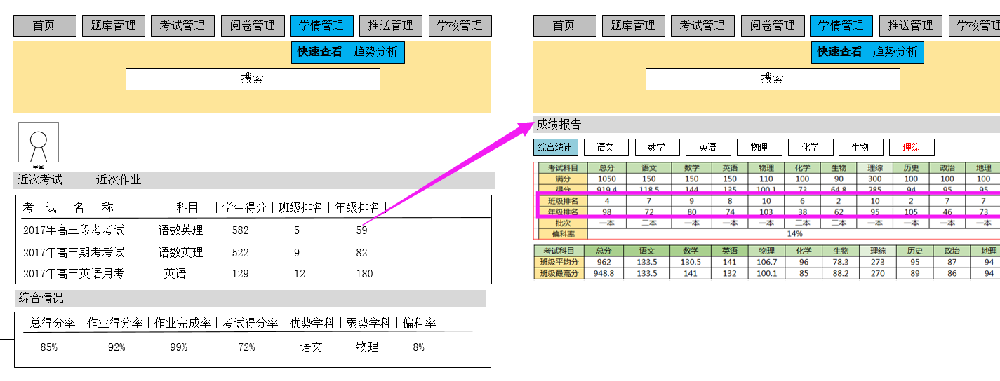 首页 题库管理 考试管理 阅卷管理 学情管理 推送管理 学校管理
快速查看 | 趋势分析
搜索
学生
近次考试 | 近次作业
考 试 名 称 | 科目 |学生得分|班级排名|年级排名|
2017年高三段考考试 语数英理 582 5 59
2017年高三期考考试 语数英理 522 9 82
2017年高三英语月考 英语 129 12 180
综合情况
总得分率|作业得分率|作业完成率|考试得分率|优势学科|弱势学科|偏科率
85% 92% 99% 72% 语文 物理 8%
首页 题库管理 考试管理 阅卷管理 学情管理 推送管理 学校管理
快速查看 | 趋势分析
搜索
成绩报告
综合统计 语文 数学 英语 物理 化学 生物 理综
考试科目 总分 语文 数学 英语 物理 化学 生物 理综 历史 政治 地理
满分 1050 150 150 150 110 100 90 300 100 100 100
得分 919.4 118.5 144 135 100.1 73 64.8 285 94 95 95
班级排名 4 7 9 8 10 6 2 10 2 7 7
年级排名 98 72 80 74 103 38 62 95 105 46 73
批次 一本 二本 一本 一本 一本 二本 二本 一本 一本 一本 一本
偏科率 14%
考试科目 总分 语文 数学 英语 物理 化学 生物 理综 历史 政治 地理
班级平均分 962 133.5 130.5 141 106.7 96 78.3 273 95 87 94
班级最高分 948.8 133.5 141 132 100.1 85 88.2 270 89 86 94